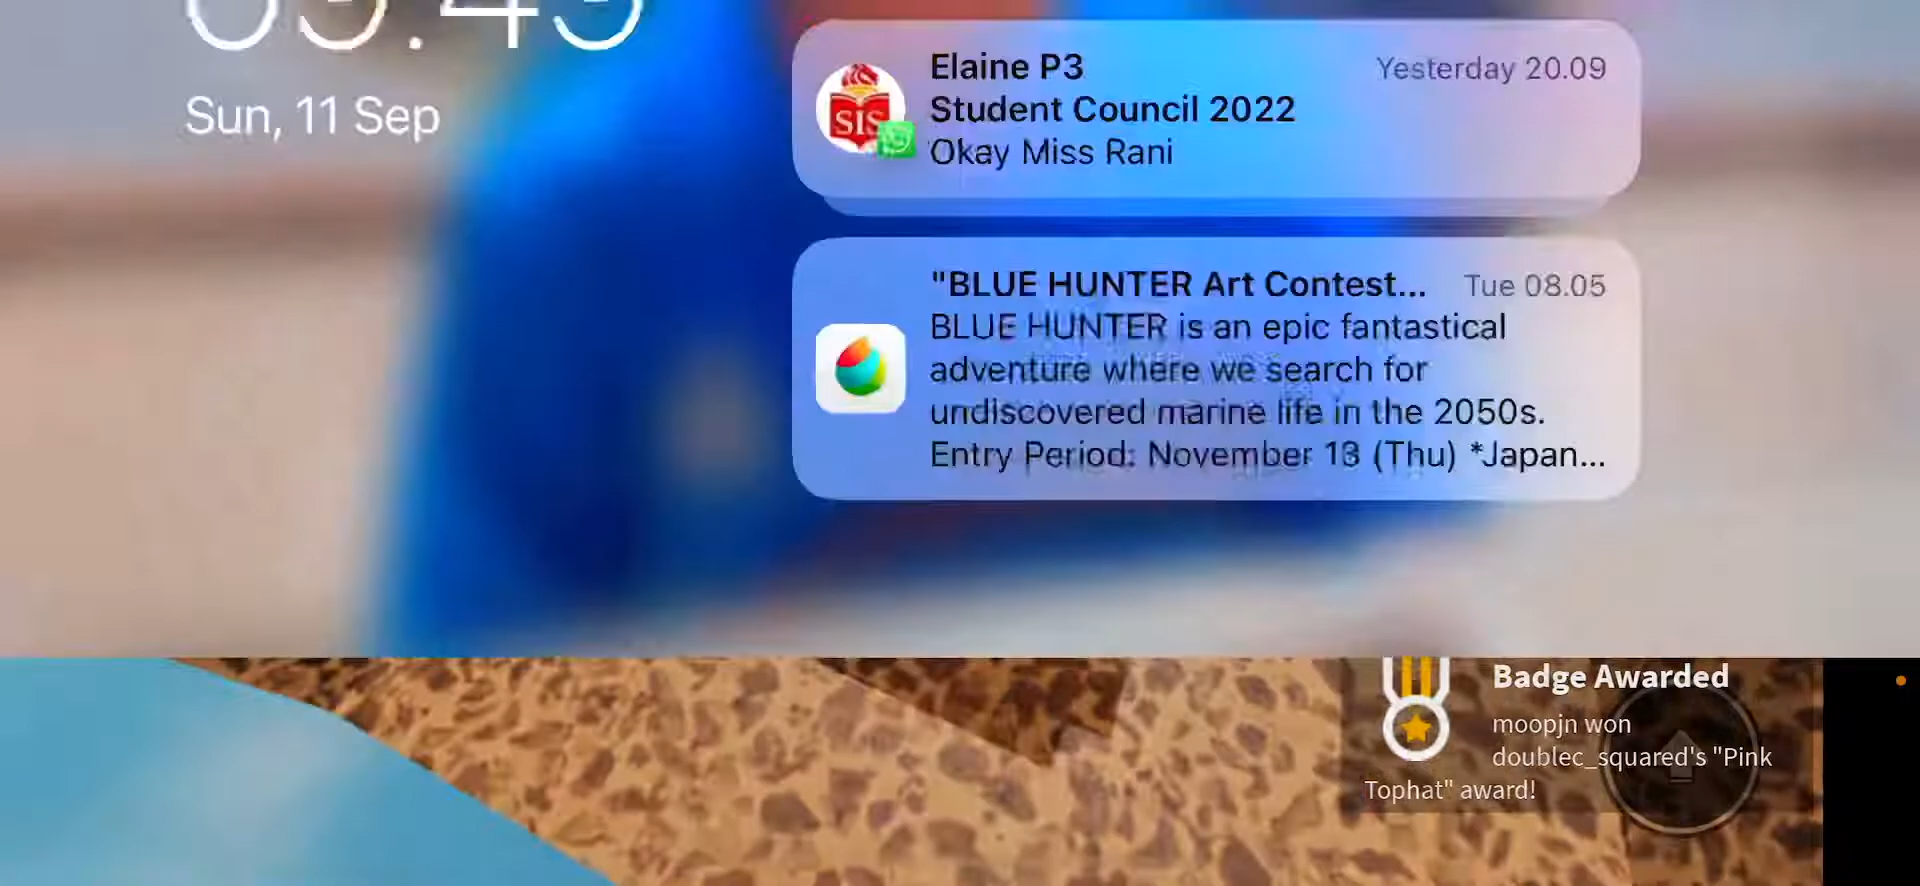 Sun, 11 Sep
Elaine P3
Yesterday 20.09
Student Council 2022
Okay Miss Rani
SIS
"BLUE HUNTER Art Contest...
Tue 08.05
BLUE HUNTER is an epic fantastical
adventure where we search for
undiscovered marine life in the 2050s.
Entry Period: November 13 (Thu) *Japan...
Badge Awarded
moopjn won
doublec_squared's "Pink
Tophat" award!